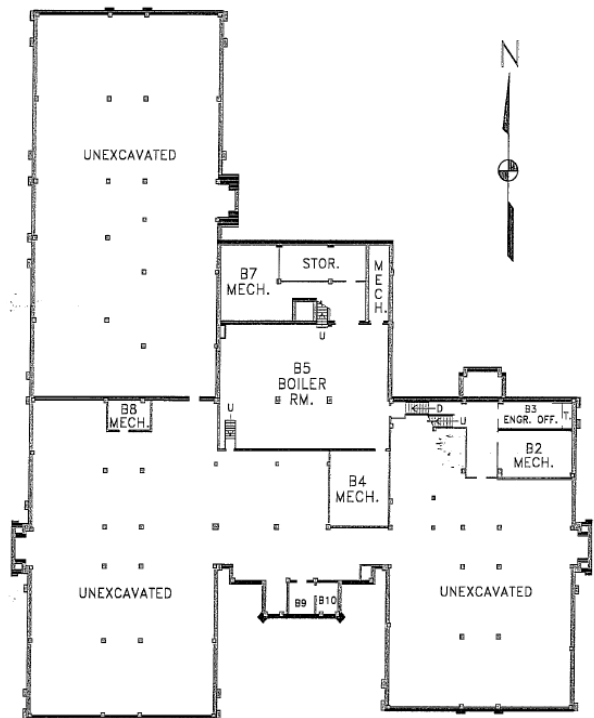 N
UNEXCAVATED
B7
MECH.
STOR.
MECH.
U
B5
BOILER
RM.
B8
MECH.
U
D
U
B3
ENGR. OFF.
T.
B2
MECH.
B4
MECH.
UNEXCAVATED
B9
B10
UNEXCAVATED